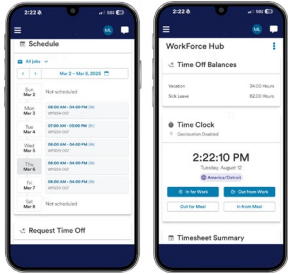 2:22
5G
ML
Schedule
All jobs
Mar 2 – Mar 8, 2025
Sun
Mar 2
Not scheduled
Mon
Mar 3
08:00 AM - 04:00 PM
Tue
Mar 4
07:00 AM - 03:00 PM
Wed
Mar 5
08:00 AM - 04:00 PM
Thu
Mar 6
08:00 AM - 04:00 PM
Fri
Mar 7
08:00 AM - 04:00 PM
Sat
Mar 8
Not scheduled
Request Time Off
2:22
5G
ML
WorkForce Hub
Time Off Balances
Vacation
34.00 Hours
Sick Leave
82.00 Hours
Time Clock
Geolocation Disabled
2:22:10 PM
Tuesday, August 12
America/Detroit
In for Work
Out from Work
Out for Meal
In from Meal
Timesheet Summary